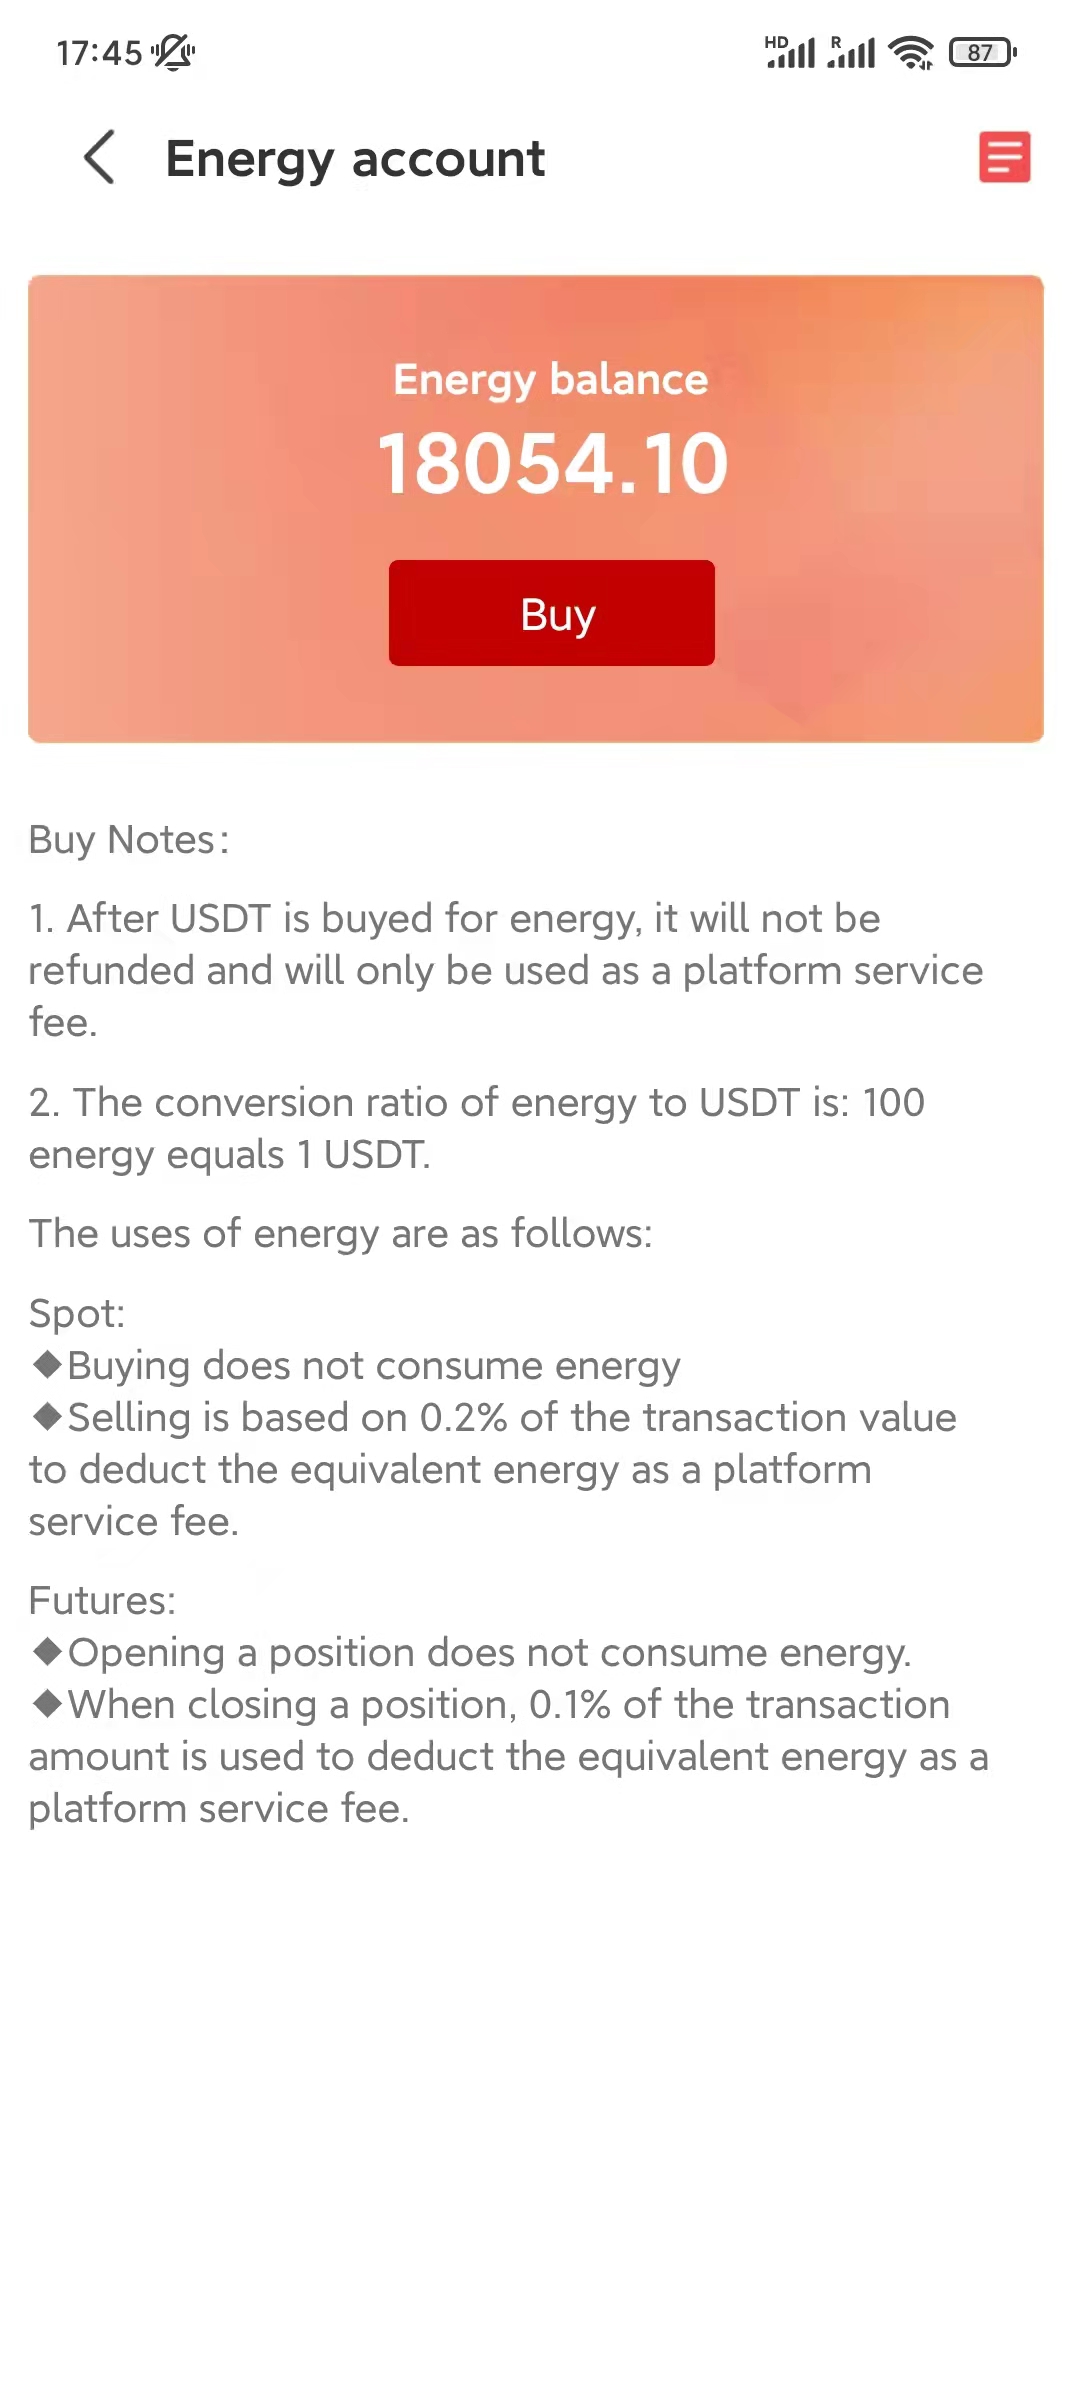 17:45 HD R 87
Energy account
Energy balance
18054.10
Buy
Buy Notes:
1. After USDT is buyed for energy, it will not be
refunded and will only be used as a platform service
fee.
2. The conversion ratio of energy to USDT is: 100
energy equals 1 USDT.
The uses of energy are as follows:
Spot:
◆Buying does not consume energy
◆Selling is based on 0.2% of the transaction value
to deduct the equivalent energy as a platform
service fee.
Futures:
◆Opening a position does not consume energy.
◆When closing a position, 0.1% of the transaction
amount is used to deduct the equivalent energy as a
platform service fee.